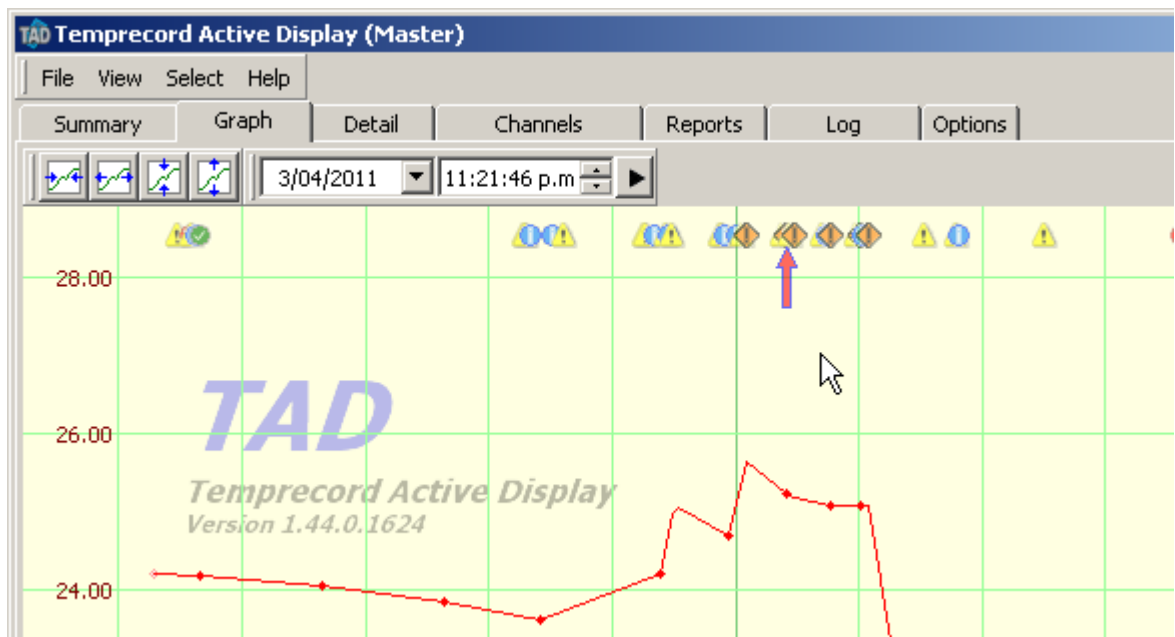 TAD Temprecord Active Display (Master)
File View Select Help
Summary Graph Detail Channels Reports Log Options
3/04/2011 11:21:46 p.m
28.00
26.00
TAD
Temprecord Active Display
Version 1.44.0.1624
24.00